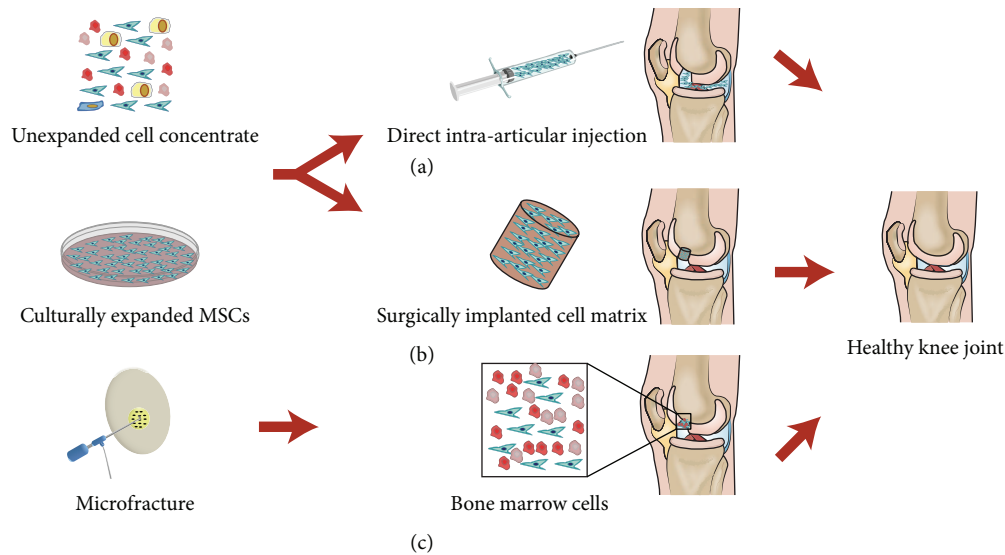 Unexpanded cell concentrate
Direct intra-articular injection
(a)
Culturally expanded MSCs
Surgically implanted cell matrix
(b)
Healthy knee joint
Microfracture
Bone marrow cells
(c)